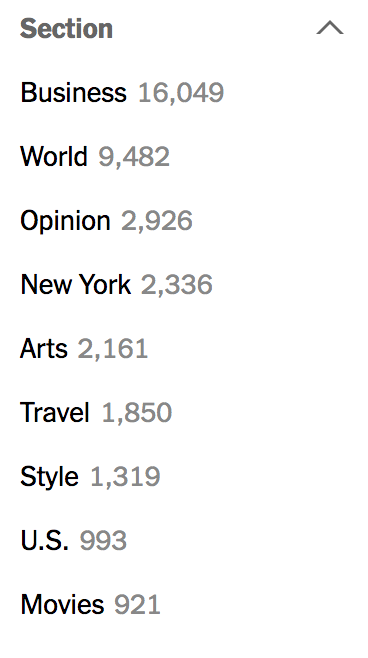 Section
Business 16,049
World 9,482
Opinion 2,926
New York 2,336
Arts 2,161
Travel 1,850
Style 1,319
U.S. 993
Movies 921